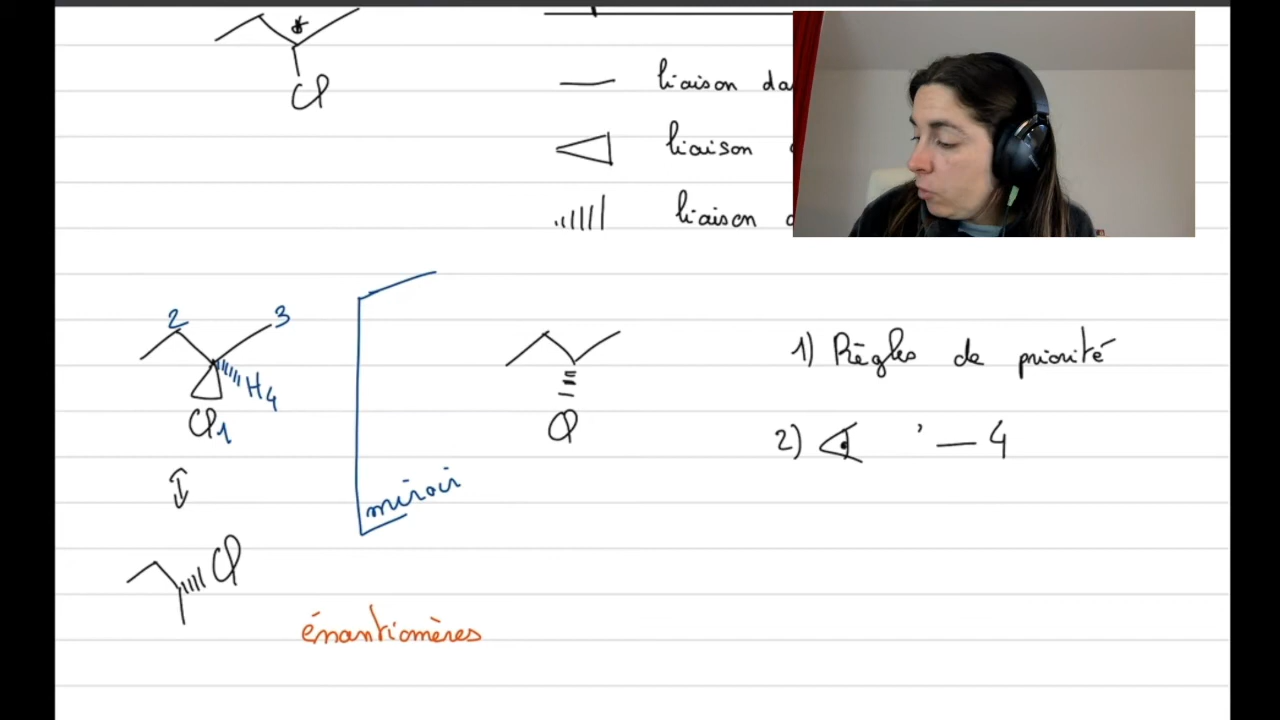 *
Cl
liaison da
liaison
liaison
2 3
H4
Cl1
Cl
miroir
Cl
énantiomères
1) Règles de priorité
2) ' — 4